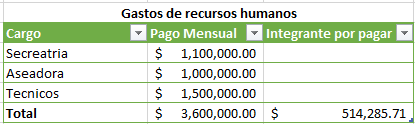 Gastos de recursos humanos
Cargo Pago Mensual Integrante por pagar
Secreatria $ 1,100,000.00
Aseadora $ 1,000,000.00
Tecnicos $ 1,500,000.00
Total $ 3,600,000.00 $ 514,285.71